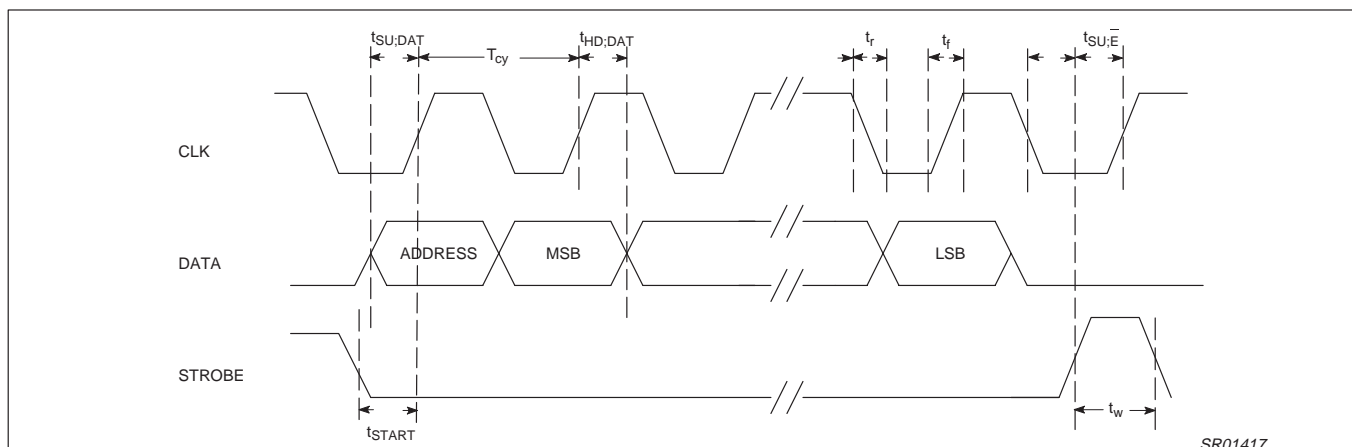 tSU;DAT Tcy tHD;DAT tr tf tSU;E̅
CLK
DATA ADDRESS MSB LSB
STROBE
tSTART tw
SR01417